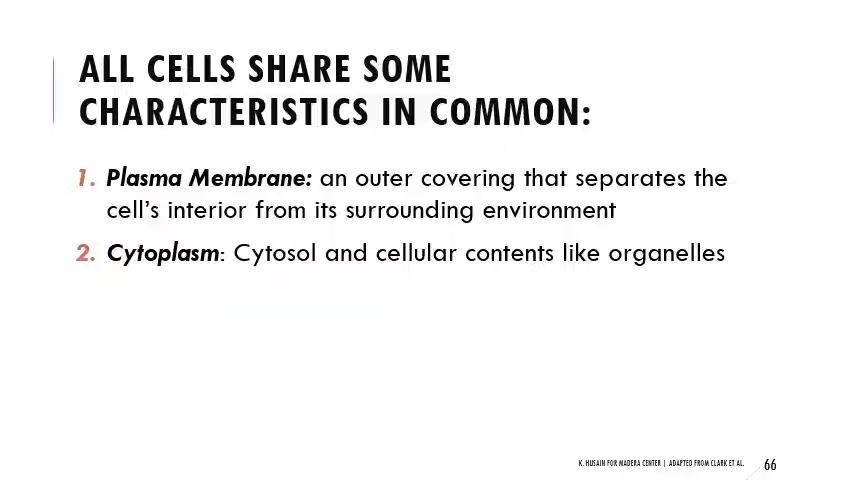 ALL CELLS SHARE SOME
CHARACTERISTICS IN COMMON:
1. Plasma Membrane: an outer covering that separates the
cell’s interior from its surrounding environment
2. Cytoplasm: Cytosol and cellular contents like organelles
K. HUSAIN FOR MADERA CENTER | ADAPTED FROM CLARK ET AL. 66